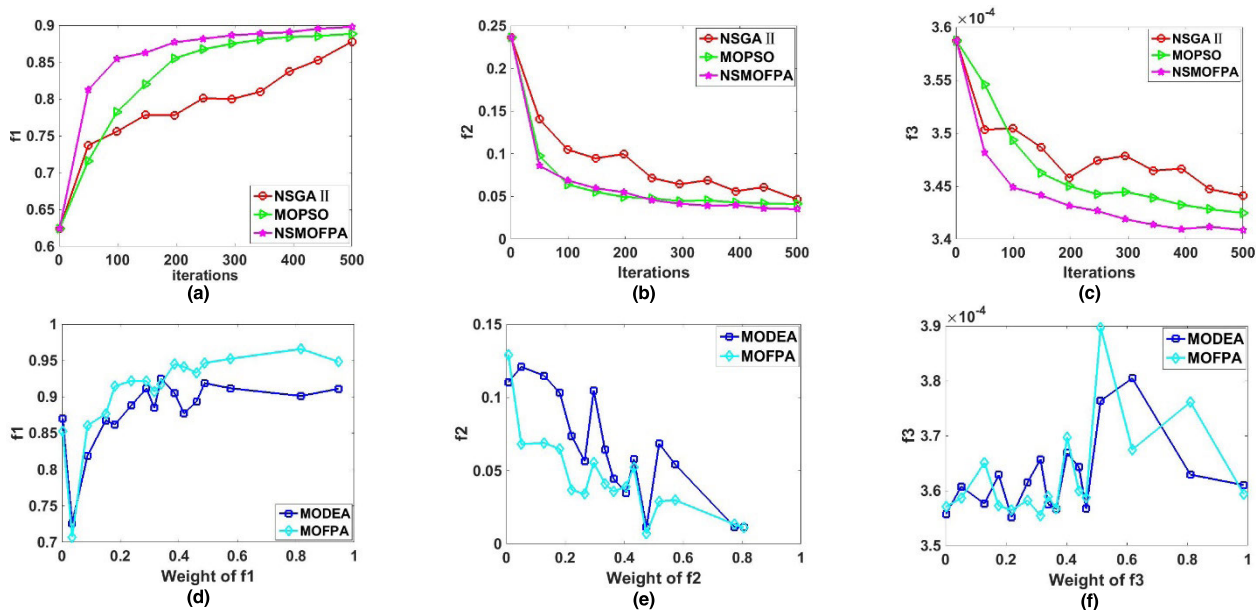 0.9
0.85
0.8
0.75
0.7
0.65
0.6
f1
0 100 200 300 400 500
iterations
NSGA Ⅱ
MOPSO
NSMOFPA
(a)
0.25
0.2
0.15
0.1
0.05
0
f2
0 100 200 300 400 500
Iterations
NSGA Ⅱ
MOPSO
NSMOFPA
(b)
×10⁻⁴
3.6
3.55
3.5
3.45
3.4
f3
0 100 200 300 400 500
Iterations
NSGA Ⅱ
MOPSO
NSMOFPA
(c)
1
0.95
0.9
0.85
0.8
0.75
0.7
f1
0 0.2 0.4 0.6 0.8 1
Weight of f1
MODEA
MOFPA
(d)
0.15
0.1
0.05
0
f2
0 0.2 0.4 0.6 0.8 1
Weight of f2
MODEA
MOFPA
(e)
×10⁻⁴
3.9
3.8
3.7
3.6
3.5
f3
0 0.2 0.4 0.6 0.8 1
Weight of f3
MODEA
MOFPA
(f)